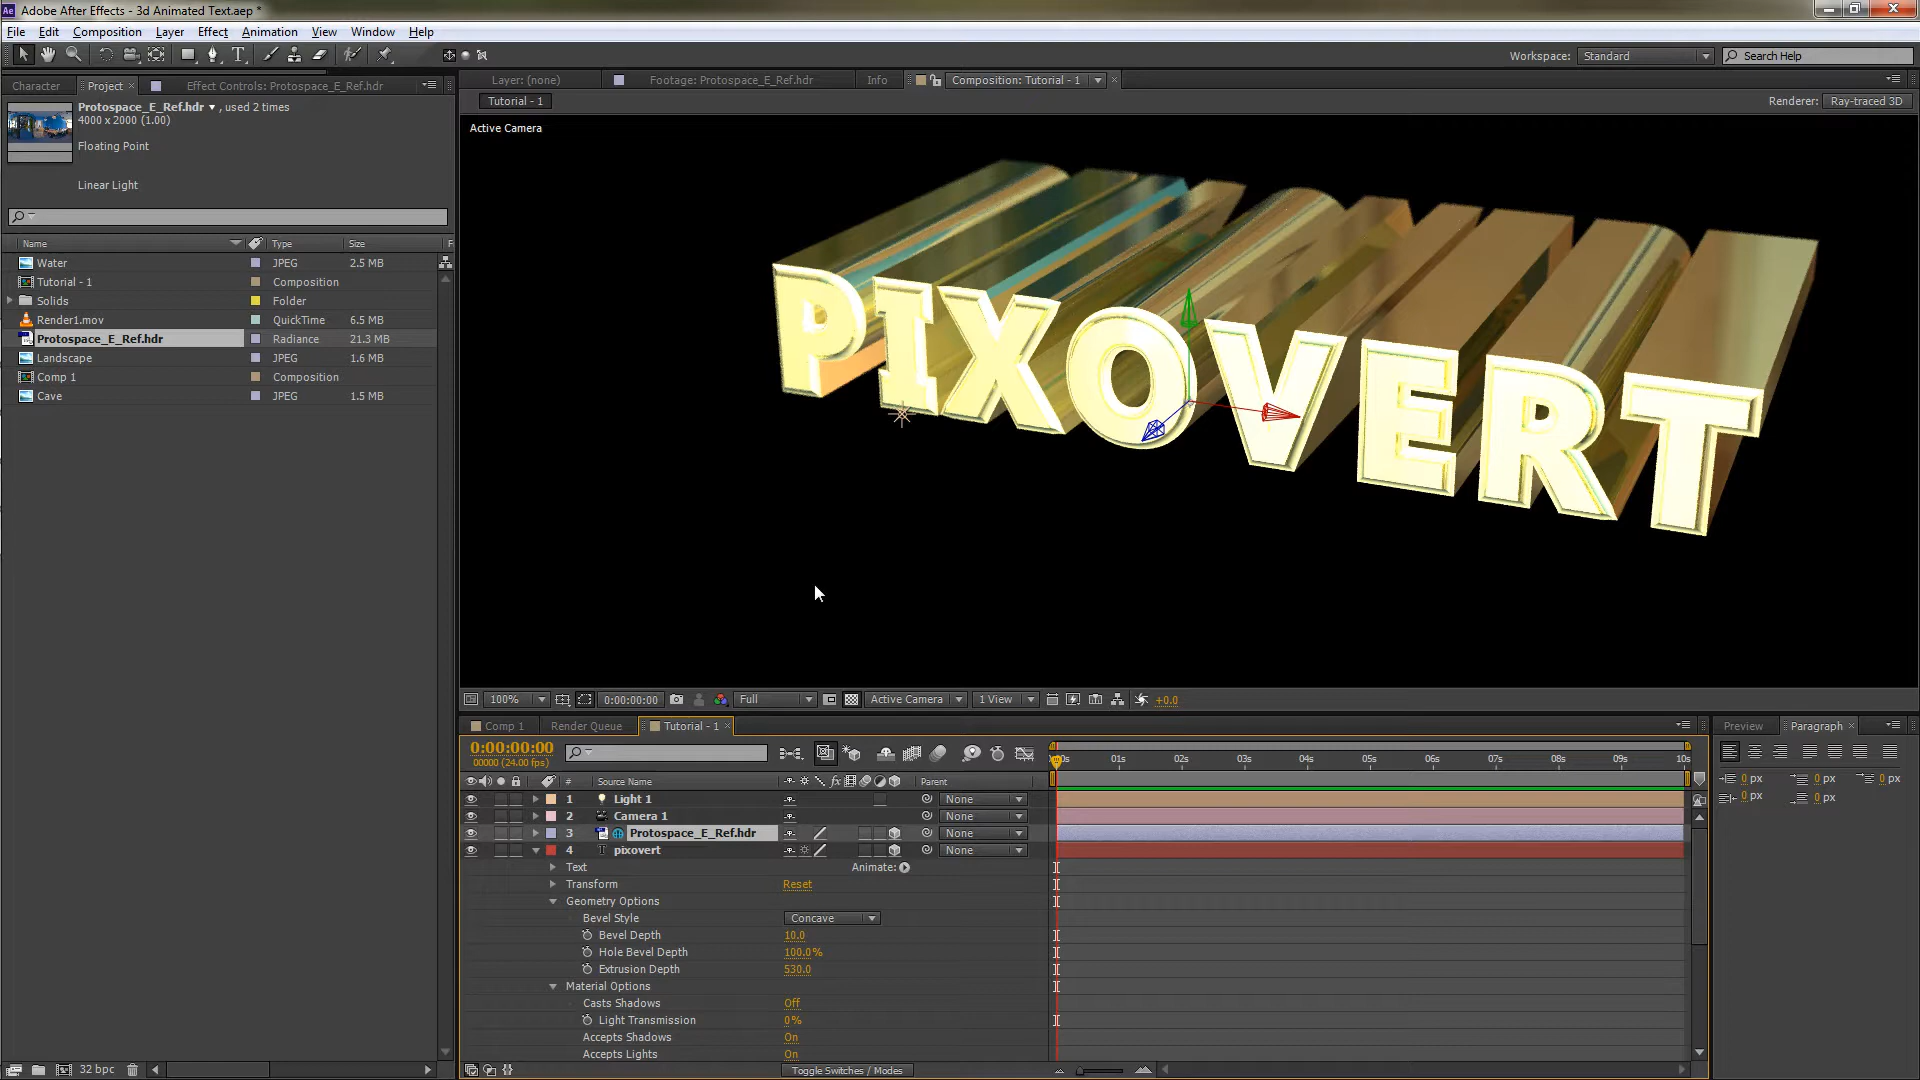 Ae Adobe After Effects - 3d Animated Text.aep *
File Edit Composition Layer Effect Animation View Window Help
T Workspace: Standard Search Help
Character Project × Effect Controls: Protospace_E_Ref.hdr
Layer: (none) Footage: Protospace_E_Ref.hdr Info Composition: Tutorial - 1 ×
Protospace_E_Ref.hdr , used 2 times
4000 x 2000 (1.00)
Floating Point
Linear Light
Tutorial - 1 Renderer: Ray-traced 3D
Active Camera
Name Type Size F
Water JPEG 2.5 MB
Tutorial - 1 Composition
Solids Folder
Render1.mov QuickTime 6.5 MB
Protospace_E_Ref.hdr Radiance 21.3 MB
Landscape JPEG 1.6 MB
Comp 1 Composition
Cave JPEG 1.5 MB
PIXOVERT
100% 0:00:00:00 Full Active Camera 1 View +0.0
Comp 1 Render Queue Tutorial - 1 ×
0:00:00:00
00000 (24.00 fps)
:00s 01s 02s 03s 04s 05s 06s 07s 08s 09s 10s
# Source Name fx Parent
1 Light 1 None
2 Camera 1 None
3 Protospace_E_Ref.hdr None
4 T pixovert None
Text Animate:
Transform Reset
Geometry Options
Bevel Style Concave
Bevel Depth 10.0
Hole Bevel Depth 100.0%
Extrusion Depth 530.0
Material Options
Casts Shadows Off
Light Transmission 0%
Accepts Shadows On
Accepts Lights On
Toggle Switches / Modes
32 bpc
Preview Paragraph ×
0 px 0 px 0 px
0 px 0 px